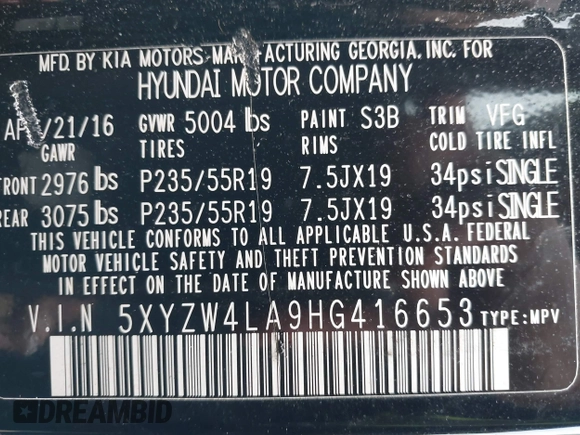 MFD. BY KIA MOTORS MANUFACTURING GEORGIA, INC. FOR
HYUNDAI MOTOR COMPANY
/21/16 GVWR 5004 lbs PAINT S3B TRIM VFG
GAWR TIRES RIMS COLD TIRE INFL
FRONT 2976 lbs P235/55R19 7.5JX19 34psi SINGLE
REAR 3075 lbs P235/55R19 7.5JX19 34psi SINGLE
THIS VEHICLE CONFORMS TO ALL APPLICABLE U.S.A. FEDERAL
MOTOR VEHICLE SAFETY AND THEFT PREVENTION STANDARDS
IN EFFECT ON THE DATE OF MANUFACTURE SHOWN ABOVE.
V.I.N 5XYZW4LA9HG416653 TYPE: MPV
DREAMBID